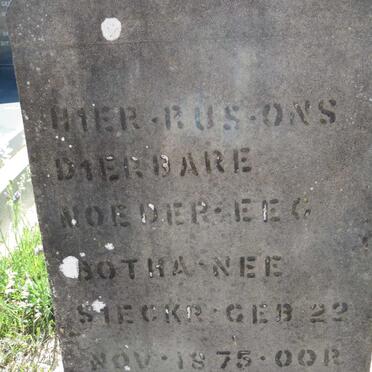 HIER·RUS·ONS
DIERBARE
MOEDER·EEG
BOTHA·NEE
SIECKR·GEB 22
NOV·1875·OOR